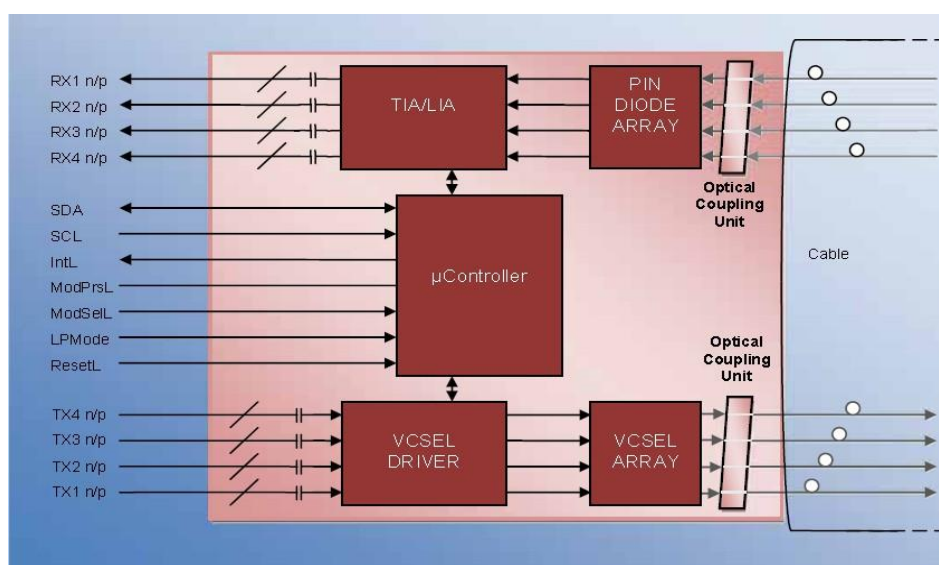 RX1 n/p
RX2 n/p
RX3 n/p
RX4 n/p
TIA/LIA
PIN
DIODE
ARRAY
Optical
Coupling
Unit
SDA
SCL
IntL
ModPrsL
ModSelL
LPMode
ResetL
µController
Cable
Optical
Coupling
Unit
TX4 n/p
TX3 n/p
TX2 n/p
TX1 n/p
VCSEL
DRIVER
VCSEL
ARRAY